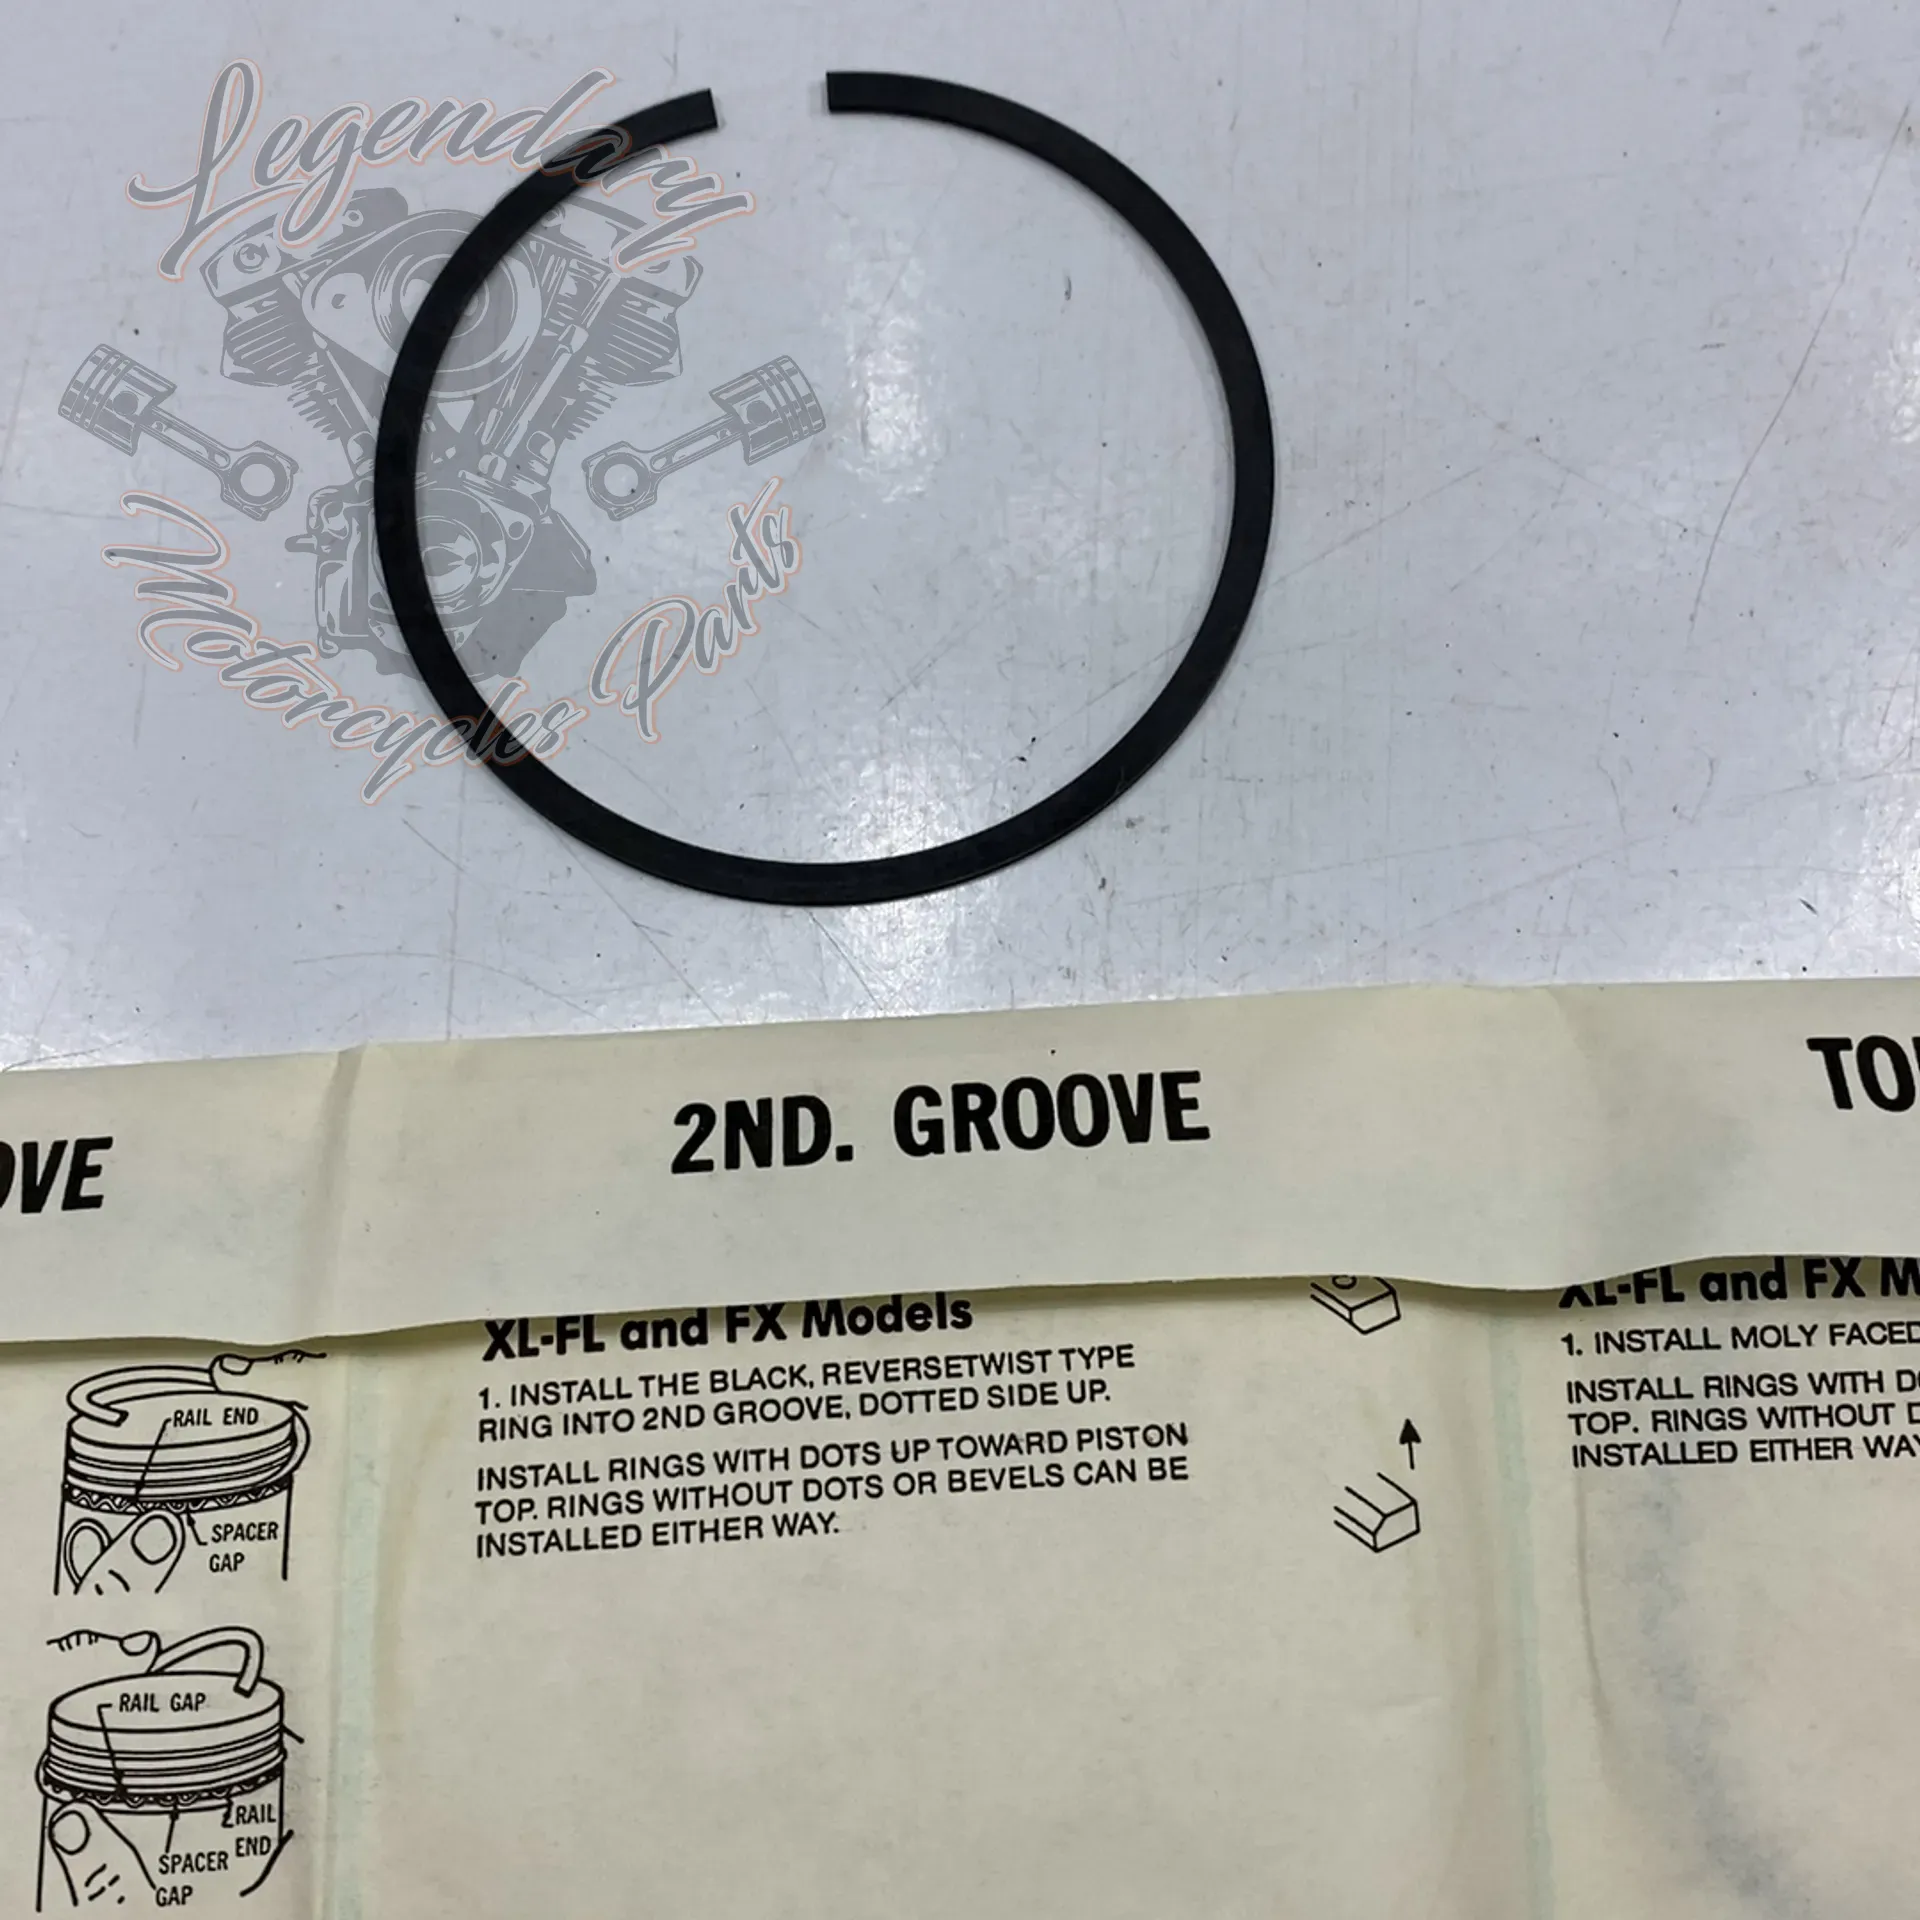 Legendary
Motorcycles Parts
2ND. GROOVE
XL-FL and FX Models
1. INSTALL THE BLACK, REVERSETWIST TYPE
RING INTO 2ND GROOVE, DOTTED SIDE UP.
INSTALL RINGS WITH DOTS UP TOWARD PISTON
TOP. RINGS WITHOUT DOTS OR BEVELS CAN BE
INSTALLED EITHER WAY.
RAIL END
SPACER
GAP
RAIL GAP
RAIL
END
SPACER
GAP
XL-FL and FX M
1. INSTALL MOLY FACED
INSTALL RINGS WITH
TOP. RINGS WITHOUT
INSTALLED EITHER